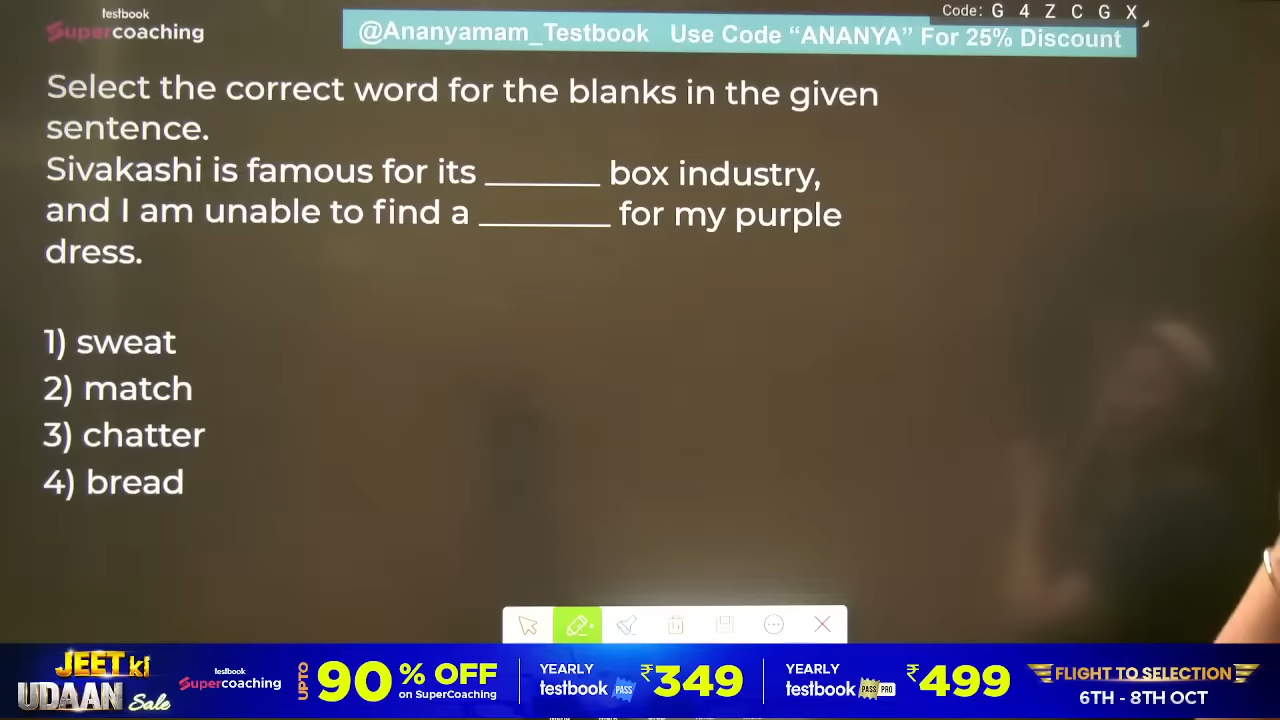 testbook
Supercoaching
@Ananyamam_Testbook Use Code “ANANYA” For 25% Discount
Code: G 4 Z C G X
Select the correct word for the blanks in the given
sentence.
Sivakashi is famous for its _______ box industry,
and I am unable to find a ________ for my purple
dress.
1) sweat
2) match
3) chatter
4) bread
JEET ki
UDAAN Sale
testbook
Supercoaching
UPTO 90% OFF
on SuperCoaching
YEARLY
testbook PASS
₹349
YEARLY
testbook PASS PRO
₹499
FLIGHT TO SELECTION
6TH - 8TH OCT